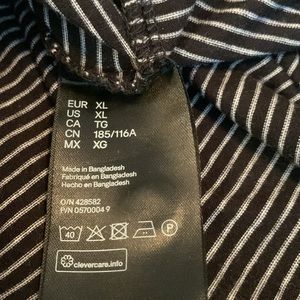 EUR XL
US XL
CA TG
CN 185/116A
MX XG
Made in Bangladesh
Fabriqué en Bangladesh
Hecho en Bangladesh
O/N 428582
P/N 0570004 9
40
clevercare.info